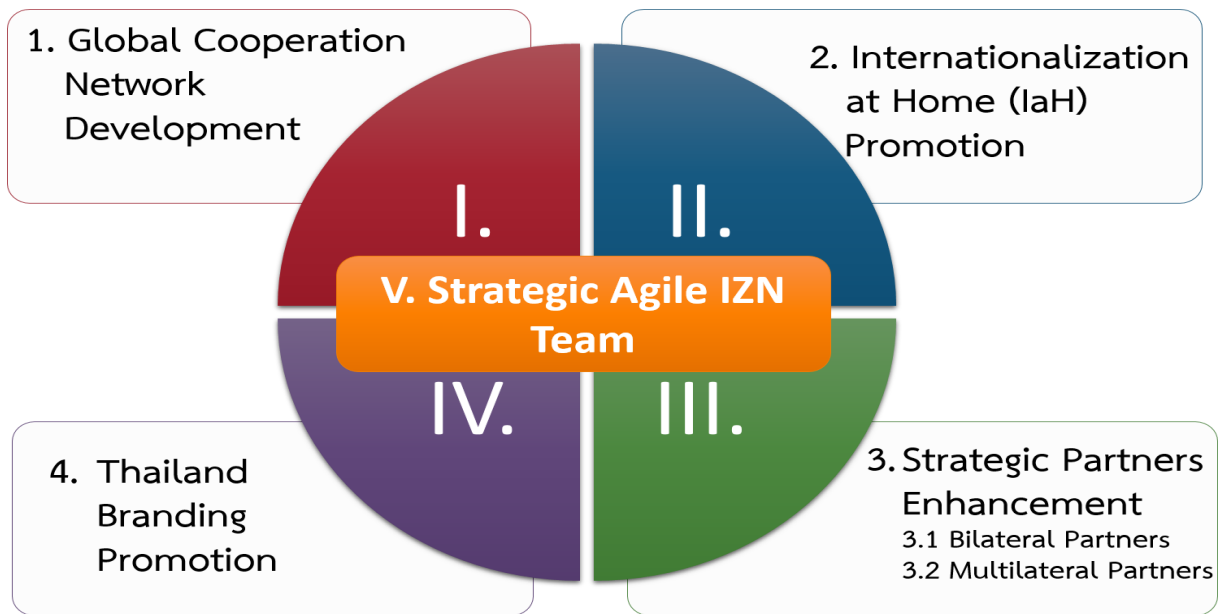 1. Global Cooperation
Network
Development
2. Internationalization
at Home (IaH)
Promotion
I.
II.
V. Strategic Agile IZN
Team
IV.
III.
4. Thailand
Branding
Promotion
3. Strategic Partners
Enhancement
3.1 Bilateral Partners
3.2 Multilateral Partners